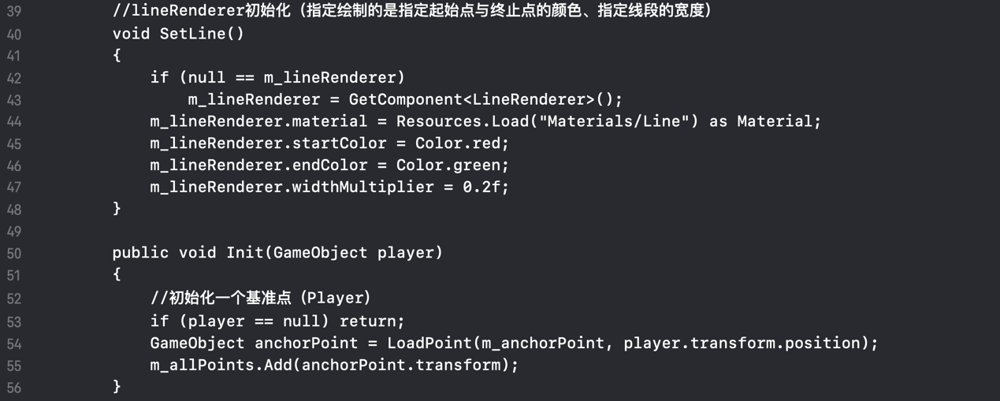 39 //lineRenderer初始化（指定绘制的是指定起始点与终止点的颜色、指定线段的宽度）
40 void SetLine()
41 {
42 if (null == m_lineRenderer)
43 m_lineRenderer = GetComponent<LineRenderer>();
44 m_lineRenderer.material = Resources.Load("Materials/Line") as Material;
45 m_lineRenderer.startColor = Color.red;
46 m_lineRenderer.endColor = Color.green;
47 m_lineRenderer.widthMultiplier = 0.2f;
48 }
49
50 public void Init(GameObject player)
51 {
52 //初始化一个基准点（Player）
53 if (player == null) return;
54 GameObject anchorPoint = LoadPoint(m_anchorPoint, player.transform.position);
55 m_allPoints.Add(anchorPoint.transform);
56 }